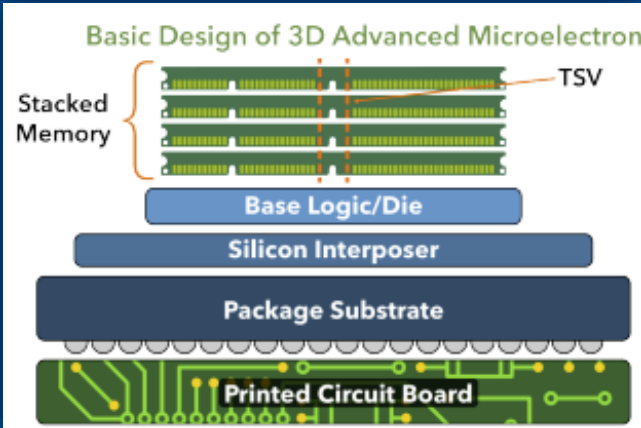 Basic Design of 3D Advanced Microelectron
Stacked
Memory
TSV
Base Logic/Die
Silicon Interposer
Package Substrate
Printed Circuit Board